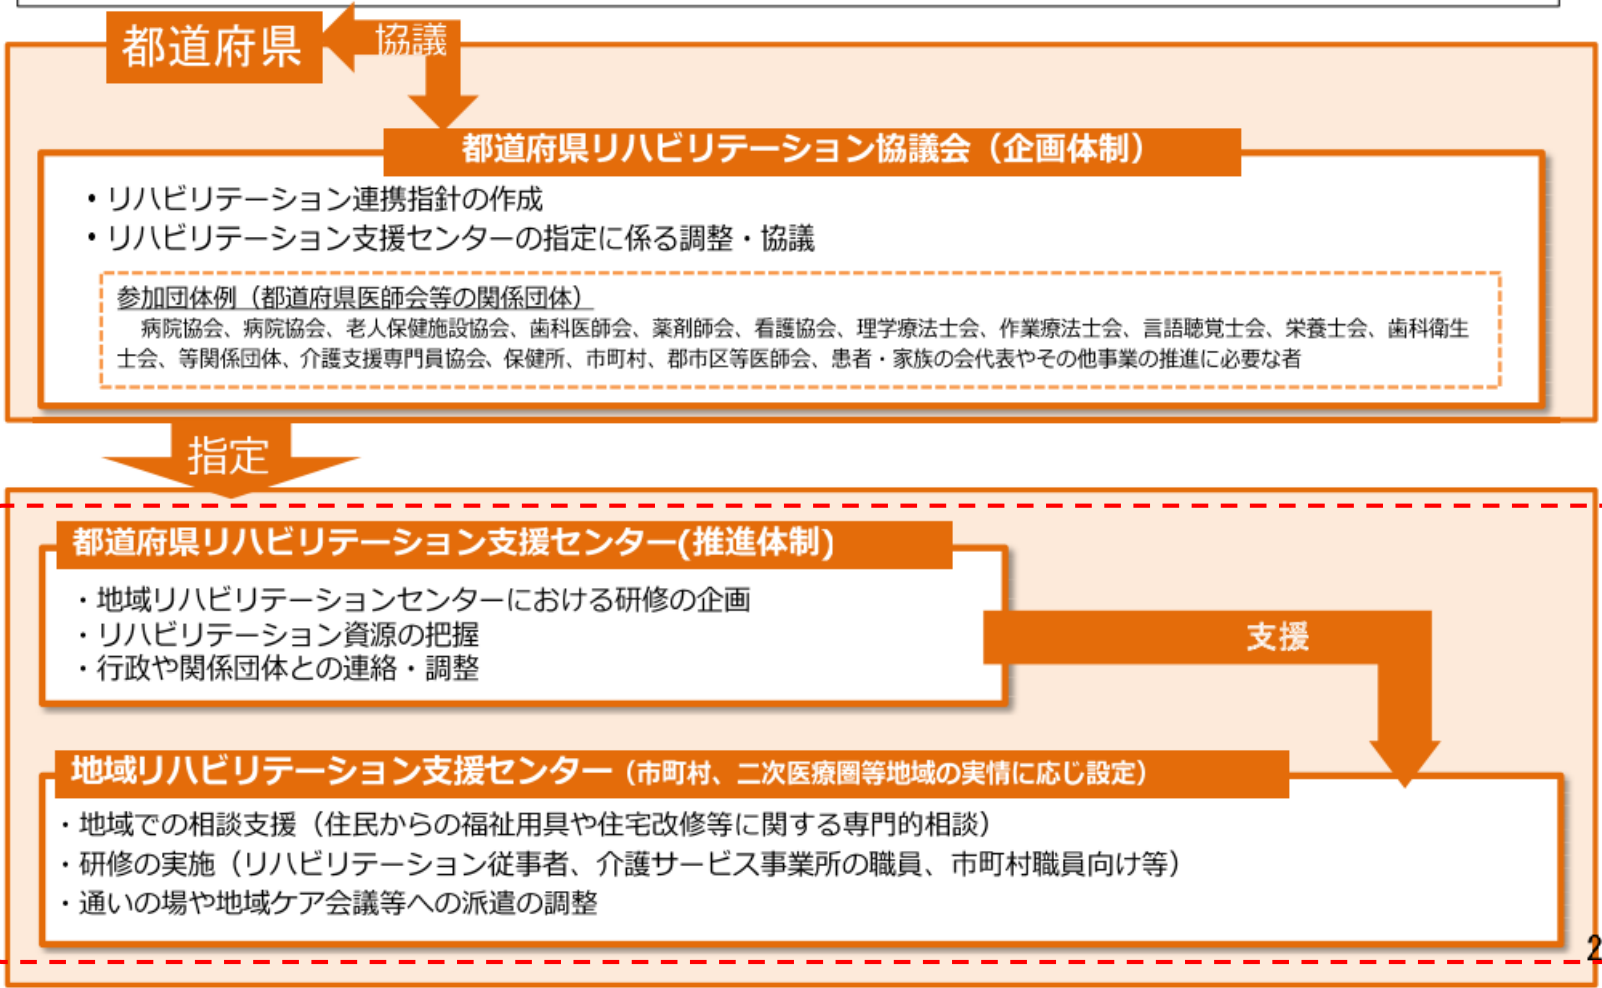 都道府県
協議
都道府県リハビリテーション協議会（企画体制）
・リハビリテーション連携指針の作成
・リハビリテーション支援センターの指定に係る調整・協議
参加団体例（都道府県医師会等の関係団体）
病院協会、病院協会、老人保健施設協会、歯科医師会、薬剤師会、看護協会、理学療法士会、作業療法士会、言語聴覚士会、栄養士会、歯科衛生
士会、等関係団体、介護支援専門員協会、保健所、市町村、郡市区等医師会、患者・家族の会代表やその他事業の推進に必要な者
指定
都道府県リハビリテーション支援センター(推進体制)
・地域リハビリテーションセンターにおける研修の企画
・リハビリテーション資源の把握
・行政や関係団体との連絡・調整
支援
地域リハビリテーション支援センター（市町村、二次医療圏等地域の実情に応じ設定）
・地域での相談支援（住民からの福祉用具や住宅改修等に関する専門的相談）
・研修の実施（リハビリテーション従事者、介護サービス事業所の職員、市町村職員向け等）
・通いの場や地域ケア会議等への派遣の調整
2